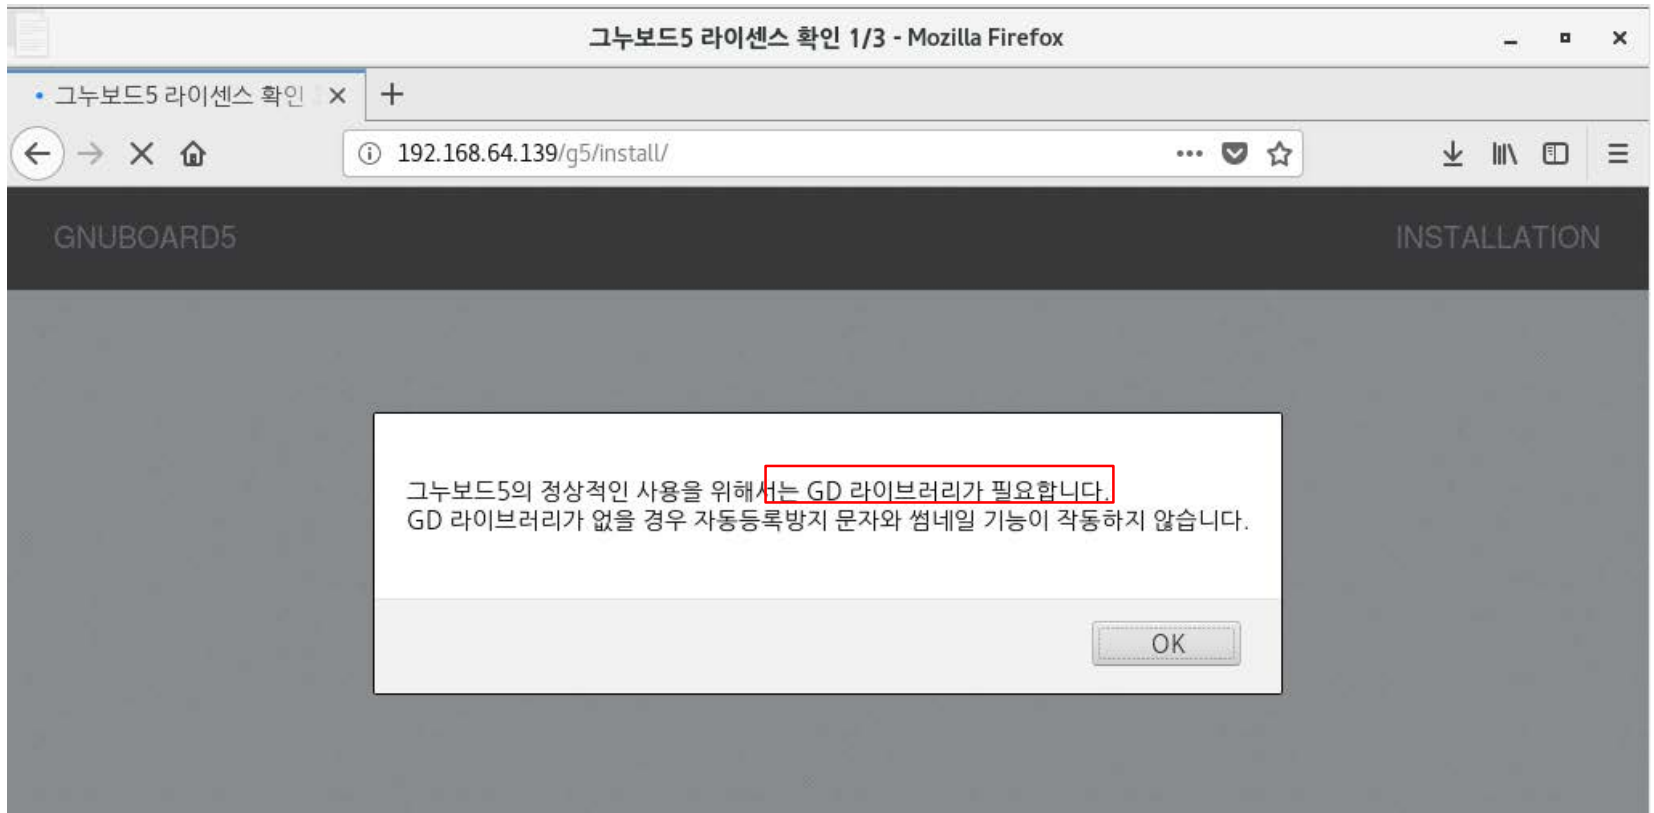 그누보드5 라이센스 확인 1/3 - Mozilla Firefox
그누보드5 라이센스 확인
192.168.64.139/g5/install/
GNUBOARD5
INSTALLATION
그누보드5의 정상적인 사용을 위해서는 GD 라이브러리가 필요합니다.
GD 라이브러리가 없을 경우 자동등록방지 문자와 썸네일 기능이 작동하지 않습니다.
OK